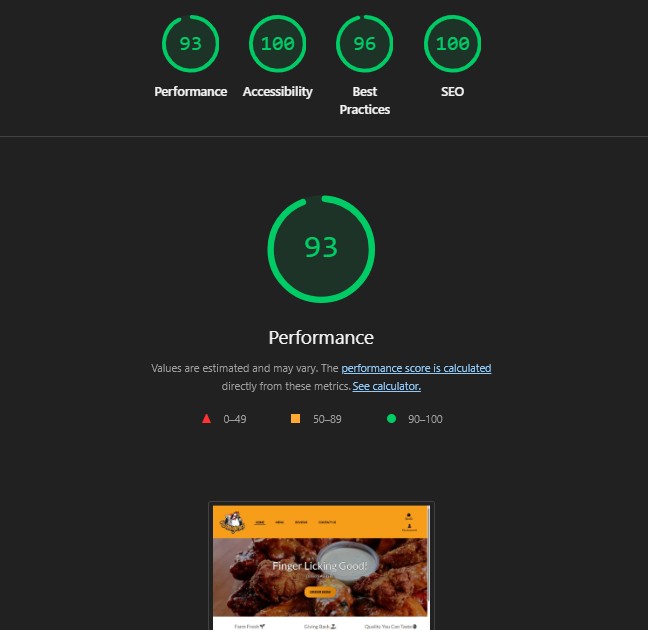 93
100
96
100
Performance
Accessibility
Best
Practices
SEO
93
Performance
Values are estimated and may vary. The performance score is calculated
directly from these metrics. See calculator.
0–49
50–89
90–100
HOME
MENU
REVIEWS
CONTACT US
Finger Licking Good!
ORDER NOW
Farm Fresh
Giving Back
Quality You Can Taste